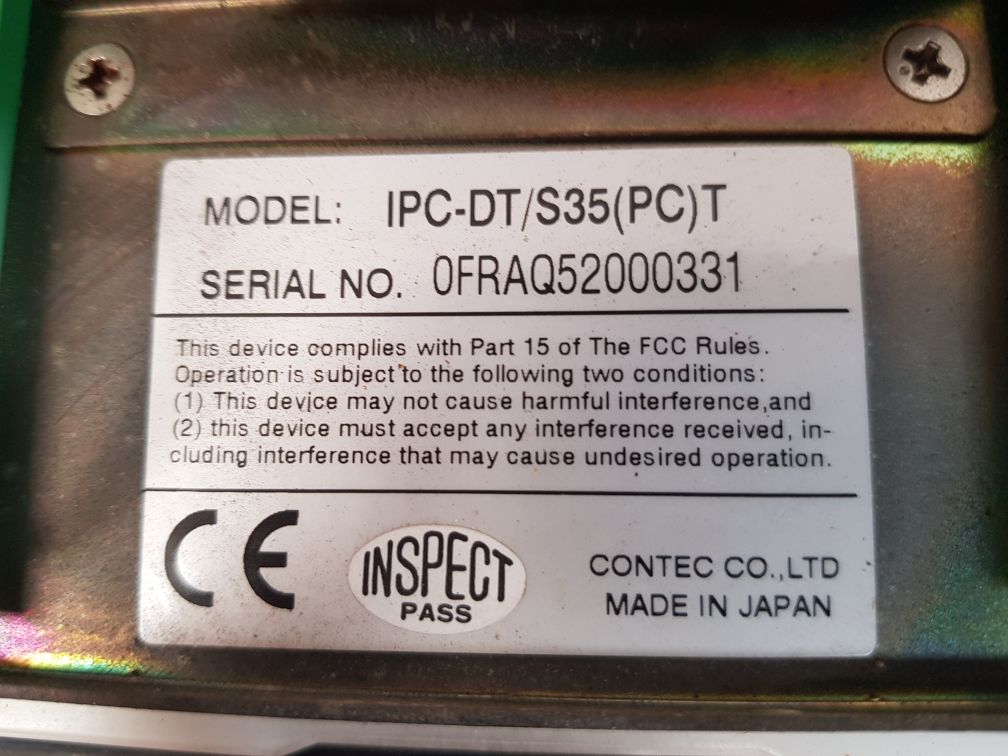 MODEL: IPC-DT/S35(PC)T
SERIAL NO. 0FRAQ52000331
This device complies with Part 15 of The FCC Rules.
Operation is subject to the following two conditions:
(1) This device may not cause harmful interference,and
(2) this device must accept any interference received, in-
cluding interference that may cause undesired operation.
CE
INSPECT
PASS
CONTEC CO.,LTD
MADE IN JAPAN